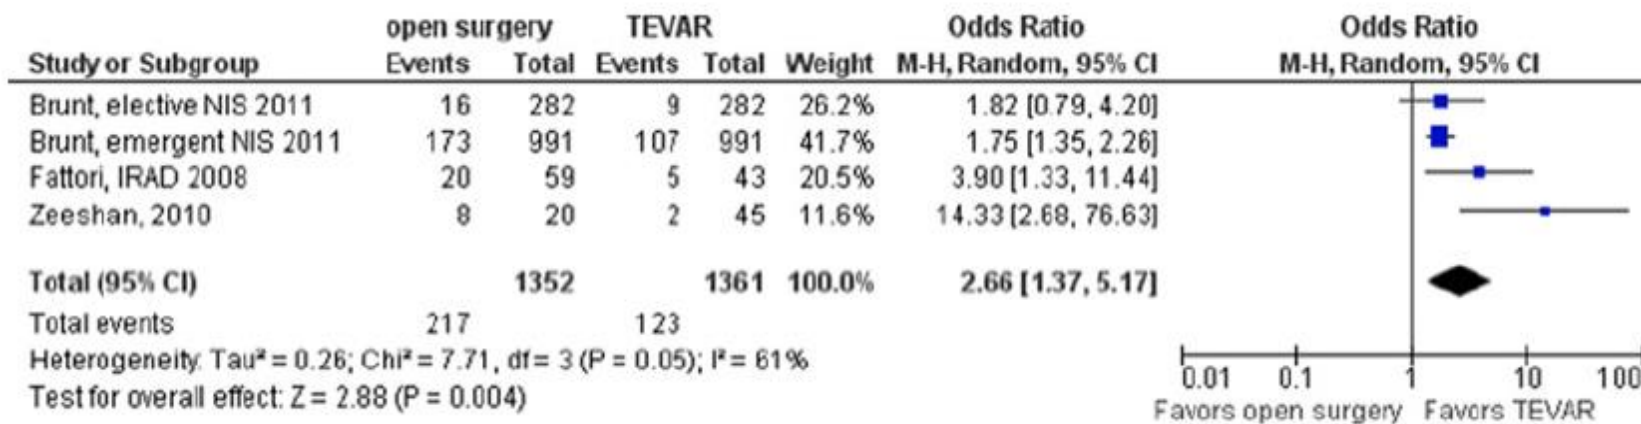 open surgery TEVAR Odds Ratio Odds Ratio
Study or Subgroup Events Total Events Total Weight M-H, Random, 95% CI M-H, Random, 95% CI
Brunt, elective NIS 2011 16 282 9 282 26.2% 1.82 [0.79, 4.20]
Brunt, emergent NIS 2011 173 991 107 991 41.7% 1.75 [1.35, 2.26]
Fattori, IRAD 2008 20 59 5 43 20.5% 3.90 [1.33, 11.44]
Zeeshan, 2010 8 20 2 45 11.6% 14.33 [2.68, 76.63]
Total (95% CI) 1352 1361 100.0% 2.66 [1.37, 5.17]
Total events 217 123
Heterogeneity: Tau² = 0.26; Chi² = 7.71, df = 3 (P = 0.05); I² = 61%
Test for overall effect: Z = 2.88 (P = 0.004)
0.01 0.1 1 10 100
Favors open surgery Favors TEVAR